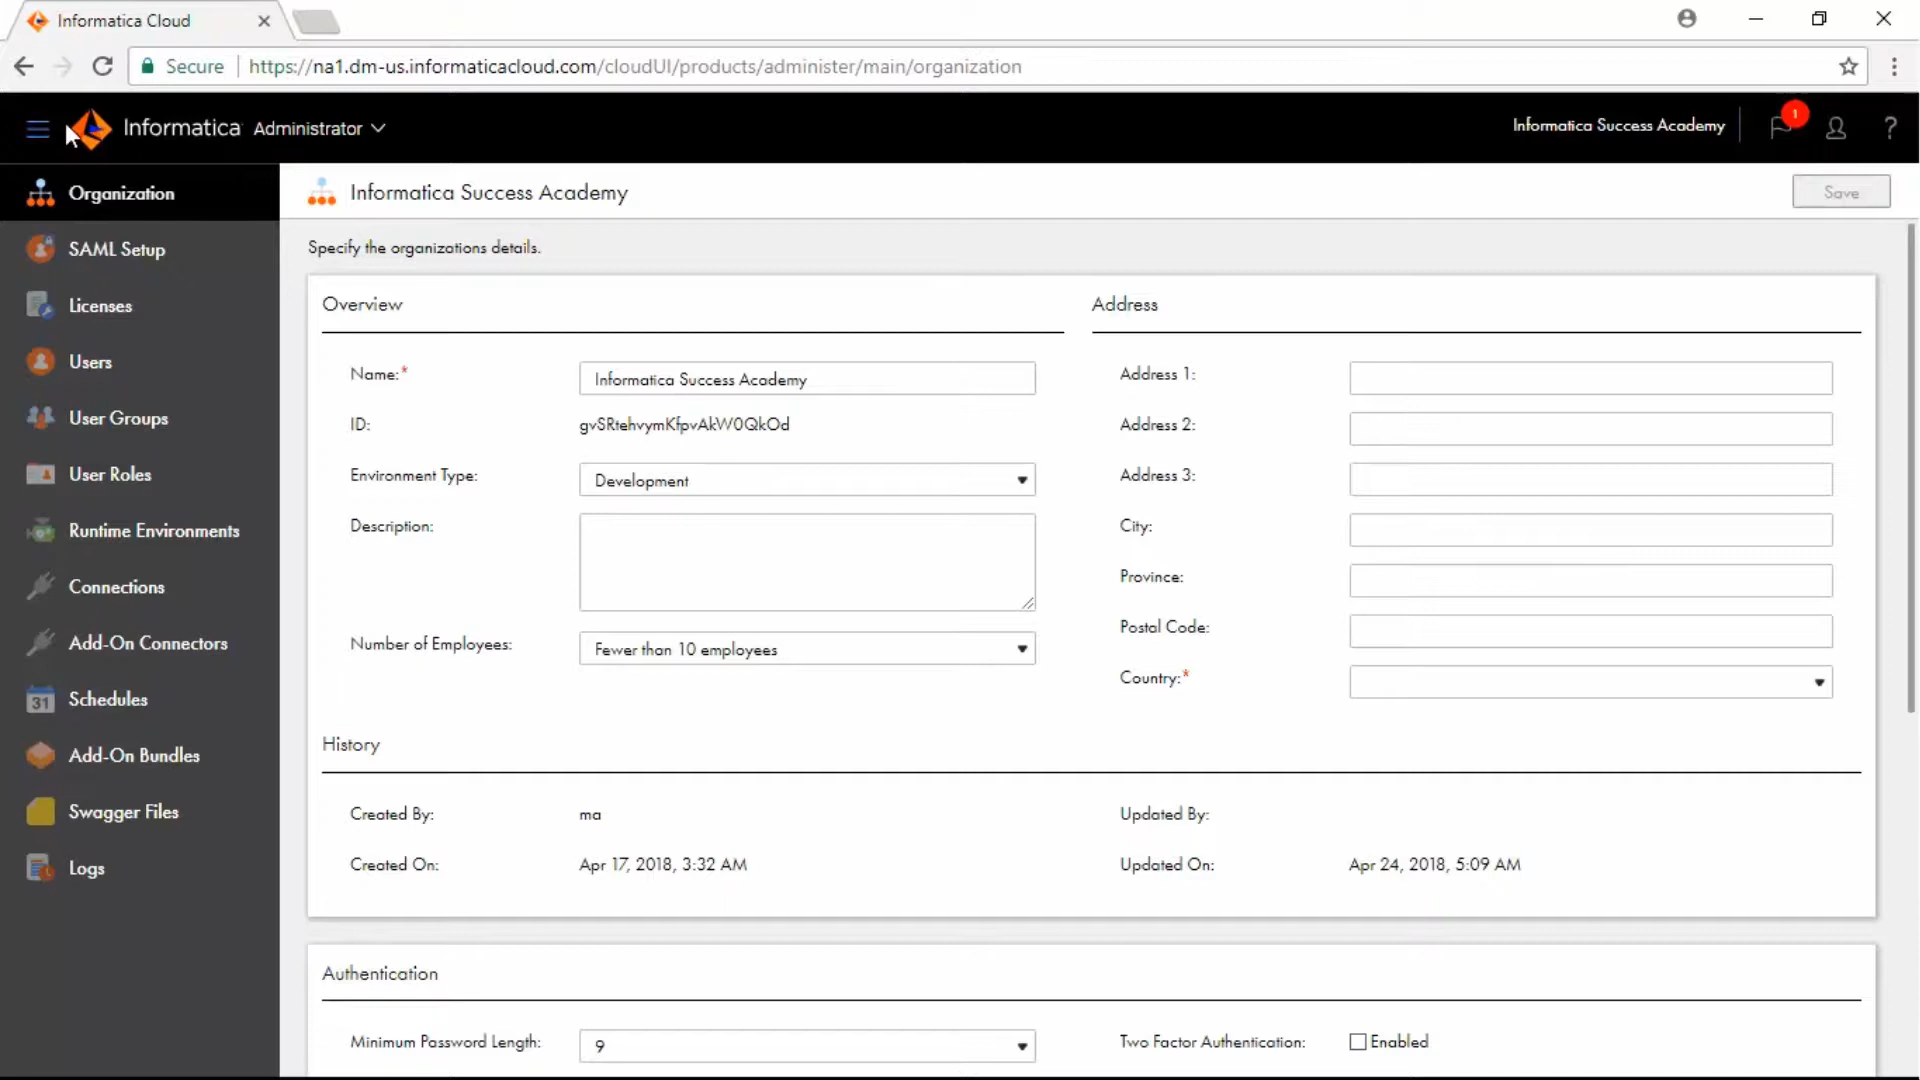 Informatica Cloud
Secure https://na1.dm-us.informaticacloud.com/cloudUI/products/administer/main/organization
Informatica Administrator
Informatica Success Academy
1
?
Organization
SAML Setup
Licenses
Users
User Groups
User Roles
Runtime Environments
Connections
Add-On Connectors
31
Schedules
Add-On Bundles
Swagger Files
Logs
Informatica Success Academy
Save
Specify the organizations details.
Overview
Name:* Informatica Success Academy
ID: gvSRtehvymKfpvAkW0QkOd
Environment Type: Development
Description:
Number of Employees: Fewer than 10 employees
Address
Address 1:
Address 2:
Address 3:
City:
Province:
Postal Code:
Country:*
History
Created By: ma
Updated By:
Created On: Apr 17, 2018, 3:32 AM
Updated On: Apr 24, 2018, 5:09 AM
Authentication
Minimum Password Length: 9
Two Factor Authentication: Enabled